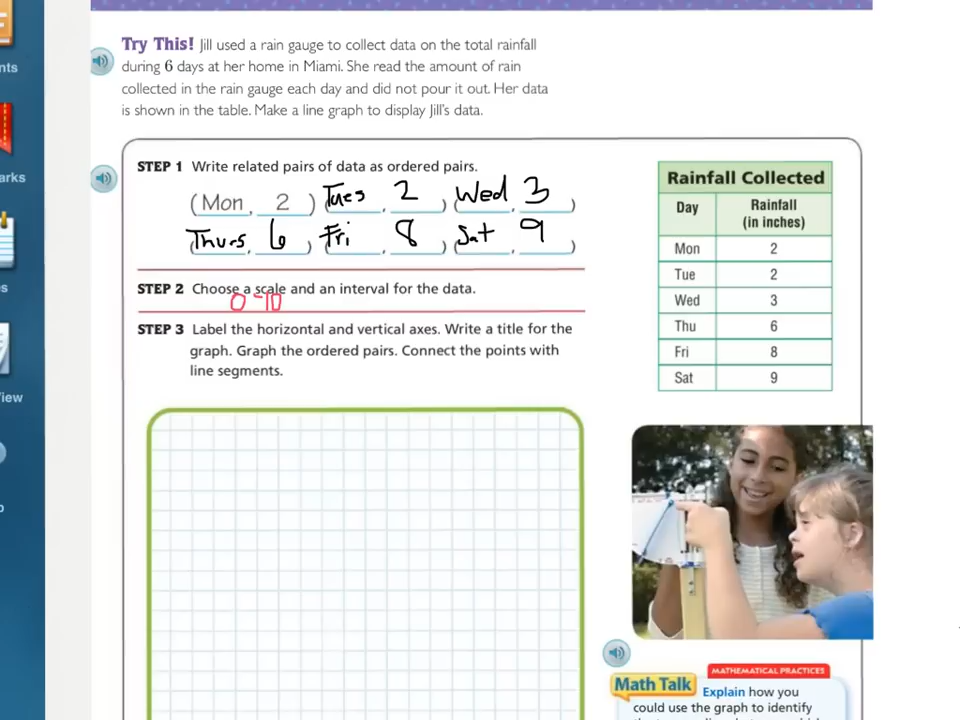 Try This! Jill used a rain gauge to collect data on the total rainfall
during 6 days at her home in Miami. She read the amount of rain
collected in the rain gauge each day and did not pour it out. Her data
is shown in the table. Make a line graph to display Jill's data.
nts
arks
s
View
STEP 1 Write related pairs of data as ordered pairs.
(Mon, 2) (Tues, 2) (Wed, 3)
(Thurs, 6) (Fri, 8) (Sat, 9)
STEP 2 Choose a scale and an interval for the data.
0-10
STEP 3 Label the horizontal and vertical axes. Write a title for the
graph. Graph the ordered pairs. Connect the points with
line segments.
Rainfall Collected
Day Rainfall (in inches)
Mon 2
Tue 2
Wed 3
Thu 6
Fri 8
Sat 9
MATHEMATICAL PRACTICES
Math Talk Explain how you
could use the graph to identify